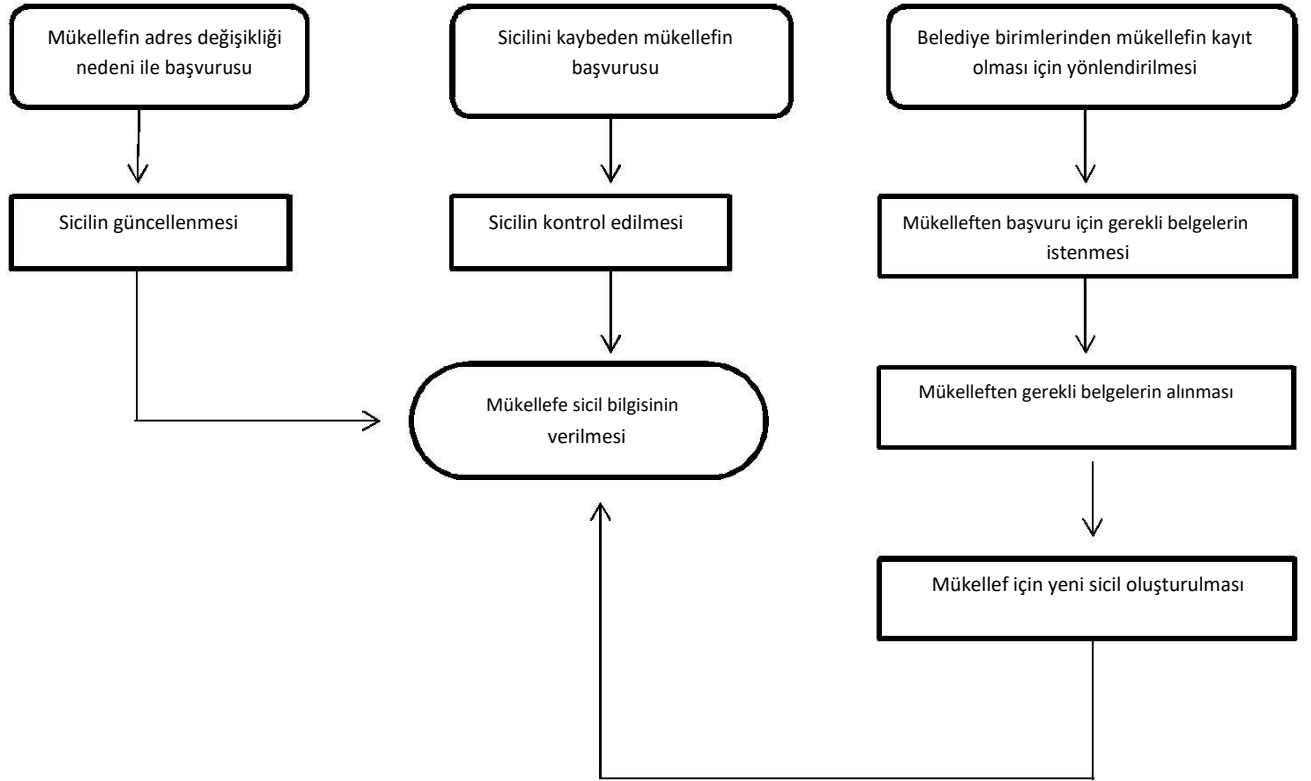 Mükellefin adres değişikliği
nedeni ile başvurusu
Sicilini kaybeden mükellefin
başvurusu
Belediye birimlerinden mükellefin kayıt
olması için yönlendirilmesi
Sicilin güncellenmesi
Sicilin kontrol edilmesi
Mükelleften başvuru için gerekli belgelerin
istenmesi
Mükellefe sicil bilgisinin
verilmesi
Mükelleften gerekli belgelerin alınması
Mükellef için yeni sicil oluşturulması